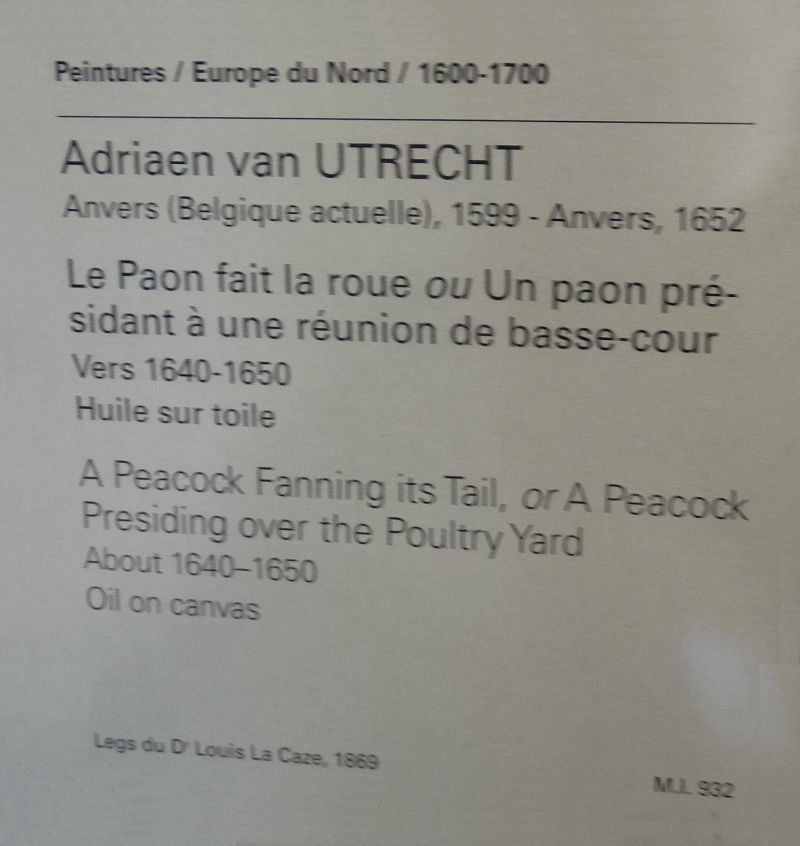 Peintures / Europe du Nord / 1600-1700
Adriaen van UTRECHT
Anvers (Belgique actuelle), 1599 - Anvers, 1652
Le Paon fait la roue ou Un paon pré-
sidant à une réunion de basse-cour
Vers 1640-1650
Huile sur toile
A Peacock Fanning its Tail, or A Peacock
Presiding over the Poultry Yard
About 1640–1650
Oil on canvas
Legs du Dr Louis La Caze, 1869
M.I. 932